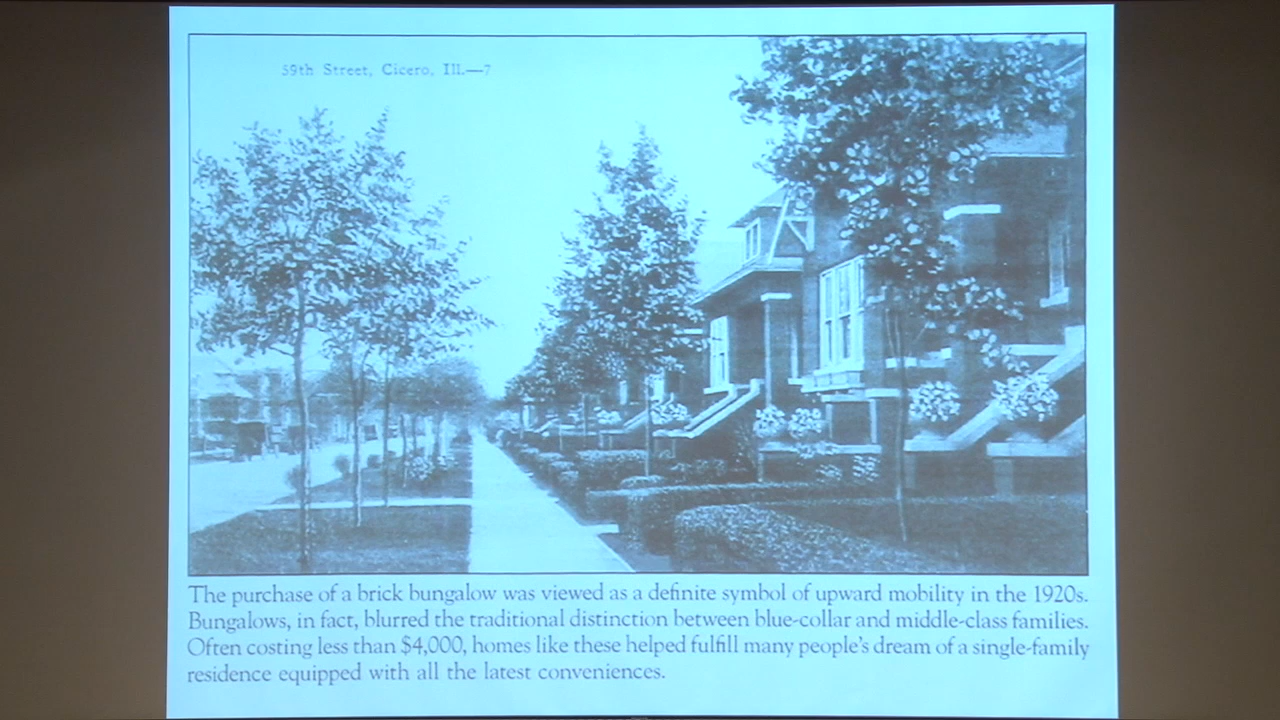 59th Street, Cicero, Ill.—7
The purchase of a brick bungalow was viewed as a definite symbol of upward mobility in the 1920s.
Bungalows, in fact, blurred the traditional distinction between blue-collar and middle-class families.
Often costing less than $4,000, homes like these helped fulfill many people's dream of a single-family
residence equipped with all the latest conveniences.